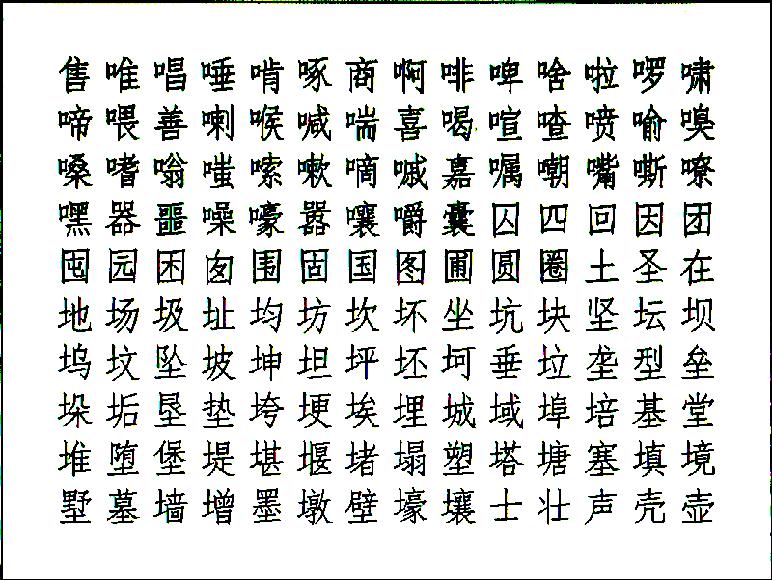 售唯唱唾啃啄商啊啡啤啥啦啰啸
啼喂善喇喉喊喘喜喝喧喳喷喻嗅
嗓嗜嗡嗤嗦嗽嘀嘁嘉嘱嘲嘴嘶嘹
嘿器噩噪嚎嚣嚷嚼囊囚四回因团
囤园困囱围固国图圃圆圈土圣在
地场圾址均坊坎坏坐坑块坚坛坝
坞坟坠坡坤坦坪坯坷垂垃垄型垒
垛垢垦垫垮埂埃埋城域埠培基堂
堆堕堡堤堪堰堵塌塑塔塘塞填境
墅墓墙增墨墩壁壕壤士壮声壳壶